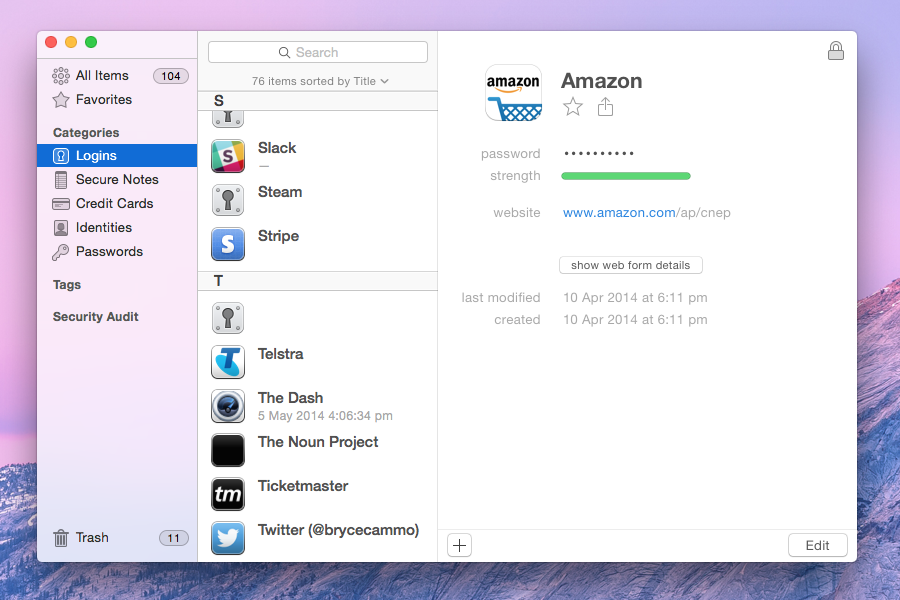 All Items 104
Favorites
Categories
Logins
Secure Notes
Credit Cards
Identities
Passwords
Tags
Security Audit
Trash 11
Search
76 items sorted by Title
S
S
Slack
—
Steam
S
Stripe
T
T
Telstra
The Dash
5 May 2014 4:06:34 pm
The Noun Project
tm
Ticketmaster
Twitter (@brycecammo)
amazon
Amazon
password ••••••••••
strength
website www.amazon.com/ap/cnep
show web form details
last modified 10 Apr 2014 at 6:11 pm
created 10 Apr 2014 at 6:11 pm
+
Edit